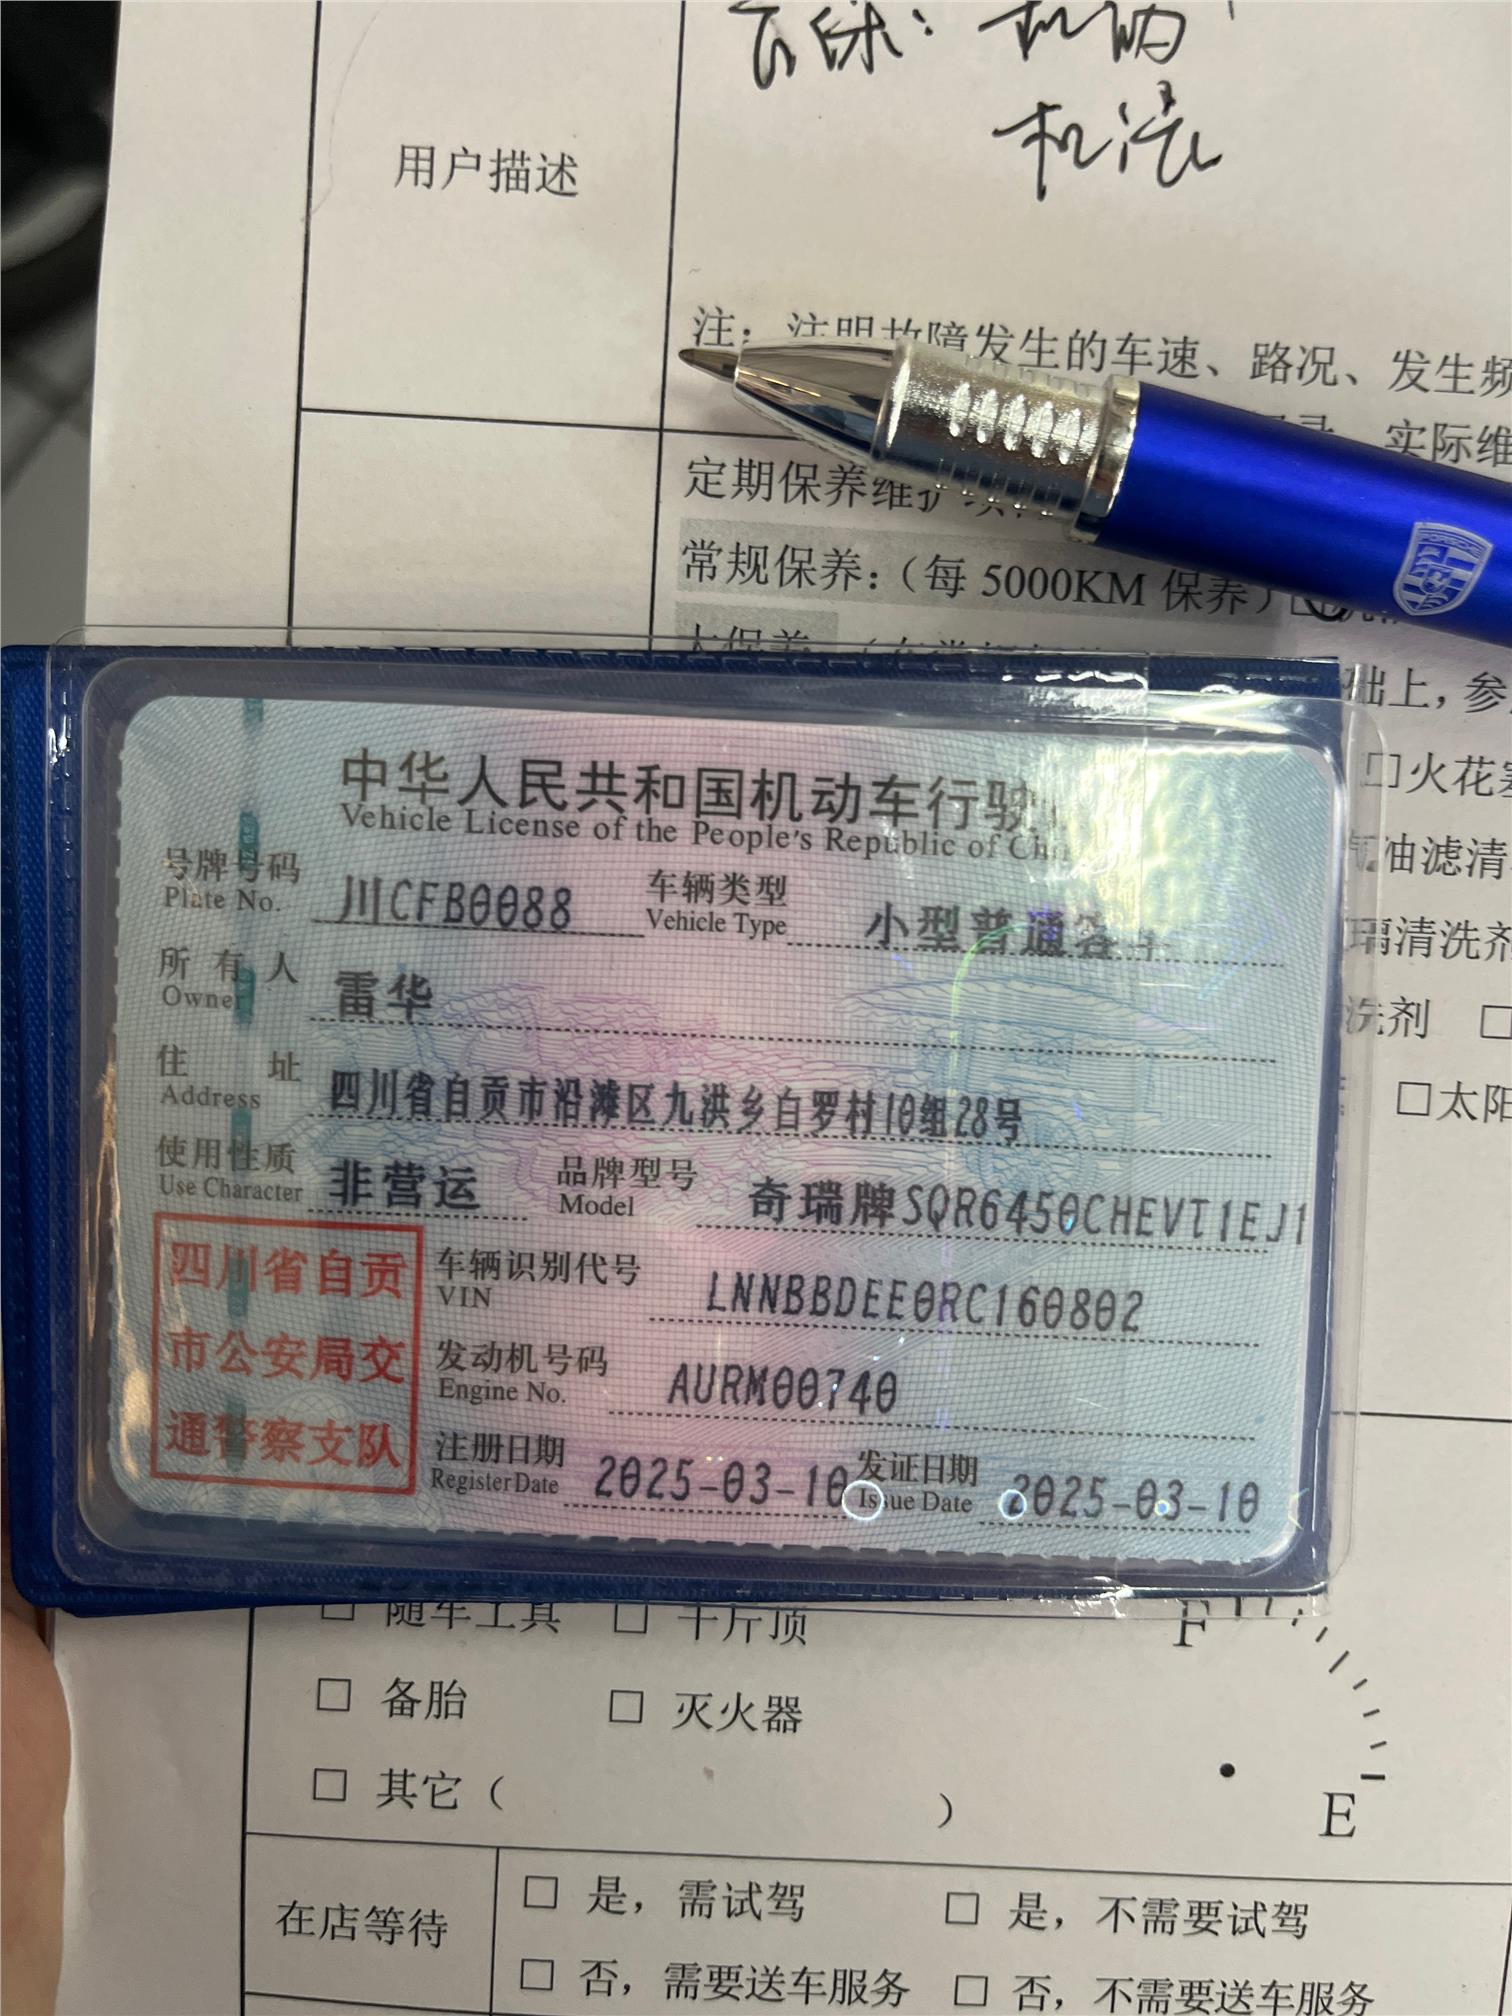 首保：机油
机滤
用户描述
注：注明故障发生的车速、路况、发生频
实际维
定期保养维护
常规保养：（每 5000KM 保养）
大保养：
础上，参
□火花塞
油滤清
璃清洗剂
洗剂 □
□太阳
PORSCHE
中华人民共和国机动车行驶
Vehicle License of the People's Republic of Chi
号牌号码 川CFB0088 车辆类型 小型普通客车
Plate No. Vehicle Type
所有人 雷华
Owner
住址 四川省自贡市沿滩区九洪乡白罗村10组28号
Address
使用性质 非营运 品牌型号 奇瑞牌SQR6450CHEVT1EJ1
Use Character Model
四川省自贡
市公安局交
通警察支队
车辆识别代号 LNNBBDEE0RC160802
VIN
发动机号码 AURM00740
Engine No.
注册日期 2025-03-10 发证日期 2025-03-10
Register Date Issue Date
□ 随车工具 □ 千斤顶
F
□ 备胎 □ 灭火器
□ 其它（ ）
E
在店等待
□ 是，需试驾 □ 是，不需要试驾
□ 否，需要送车服务 □ 否，不需要送车服务